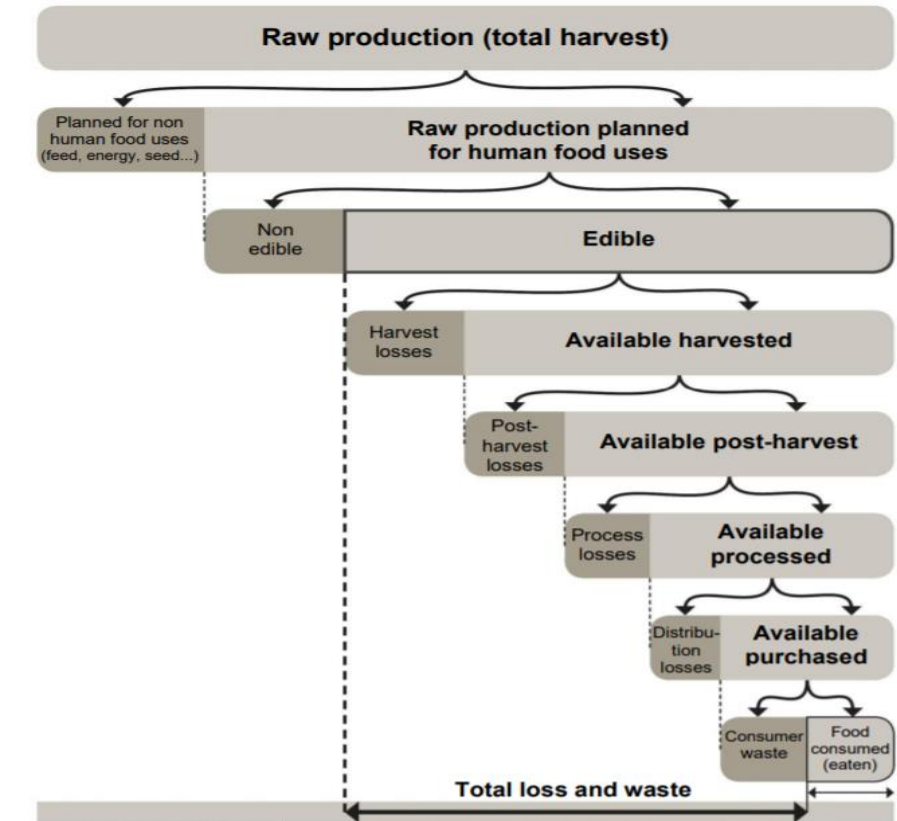 Raw production (total harvest)
Planned for non
human food uses
(feed, energy, seed...)
Raw production planned
for human food uses
Non
edible
Edible
Harvest
losses
Available harvested
Post-
harvest
losses
Available post-harvest
Process
losses
Available
processed
Distribu-
tion
losses
Available
purchased
Consumer
waste
Food
consumed
(eaten)
Total loss and waste